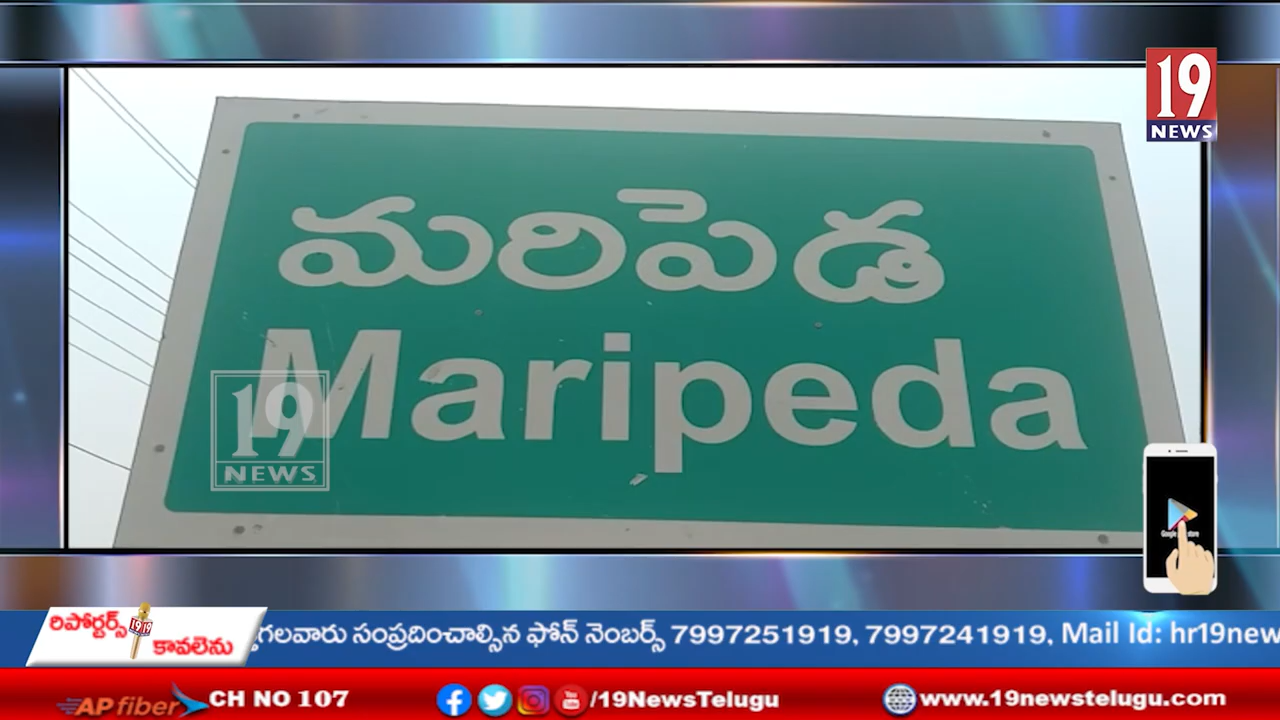 19
NEWS
మరిపెడ
Maripeda
19
NEWS
రిపోర్టర్స్
19 19
కావలెను
గలవారు సంప్రదించాల్సిన ఫోన్ నెంబర్స్ 7997251919, 7997241919, Mail Id: hr19new
AP fiber CH NO 107
/19NewsTelugu
www.19newstelugu.com